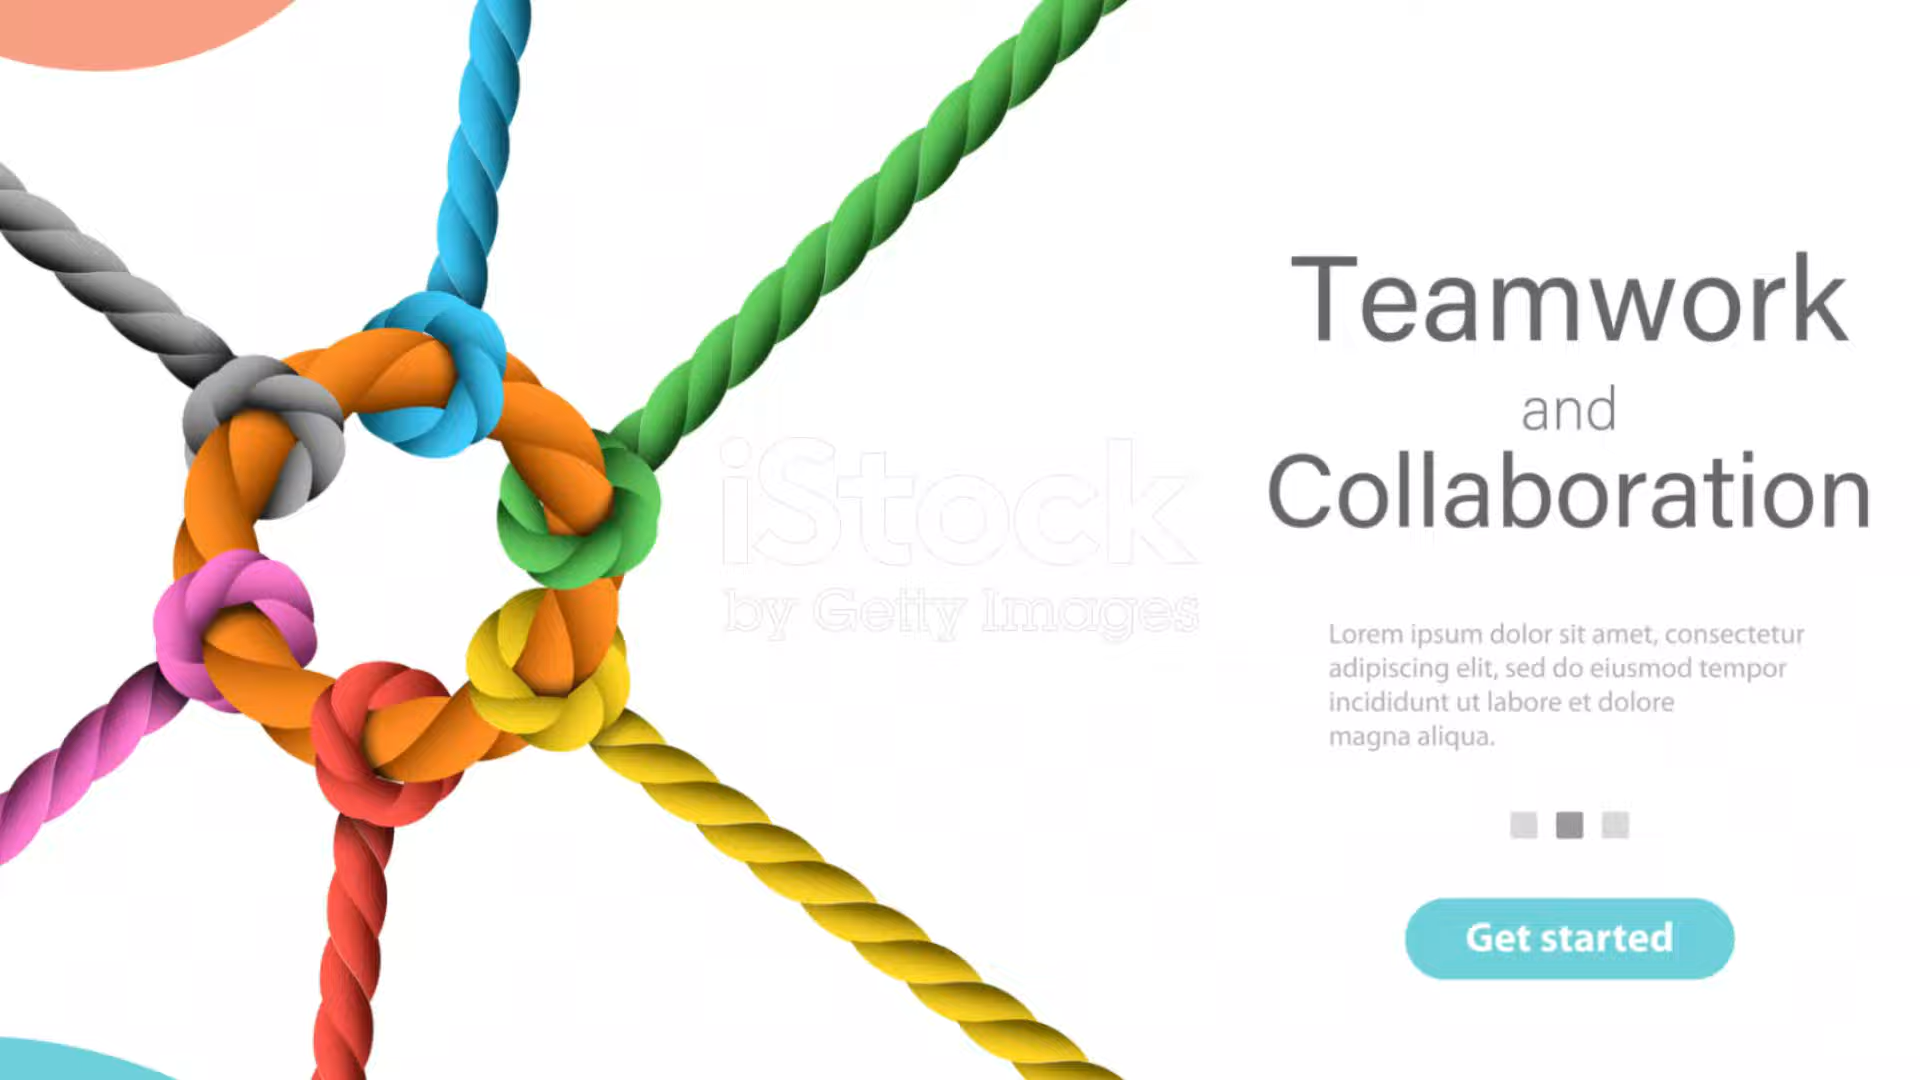 Teamwork
and
Collaboration
iStock
by Getty Images
Lorem ipsum dolor sit amet, consectetur
adipiscing elit, sed do eiusmod tempor
incididunt ut labore et dolore
magna aliqua.
Get started